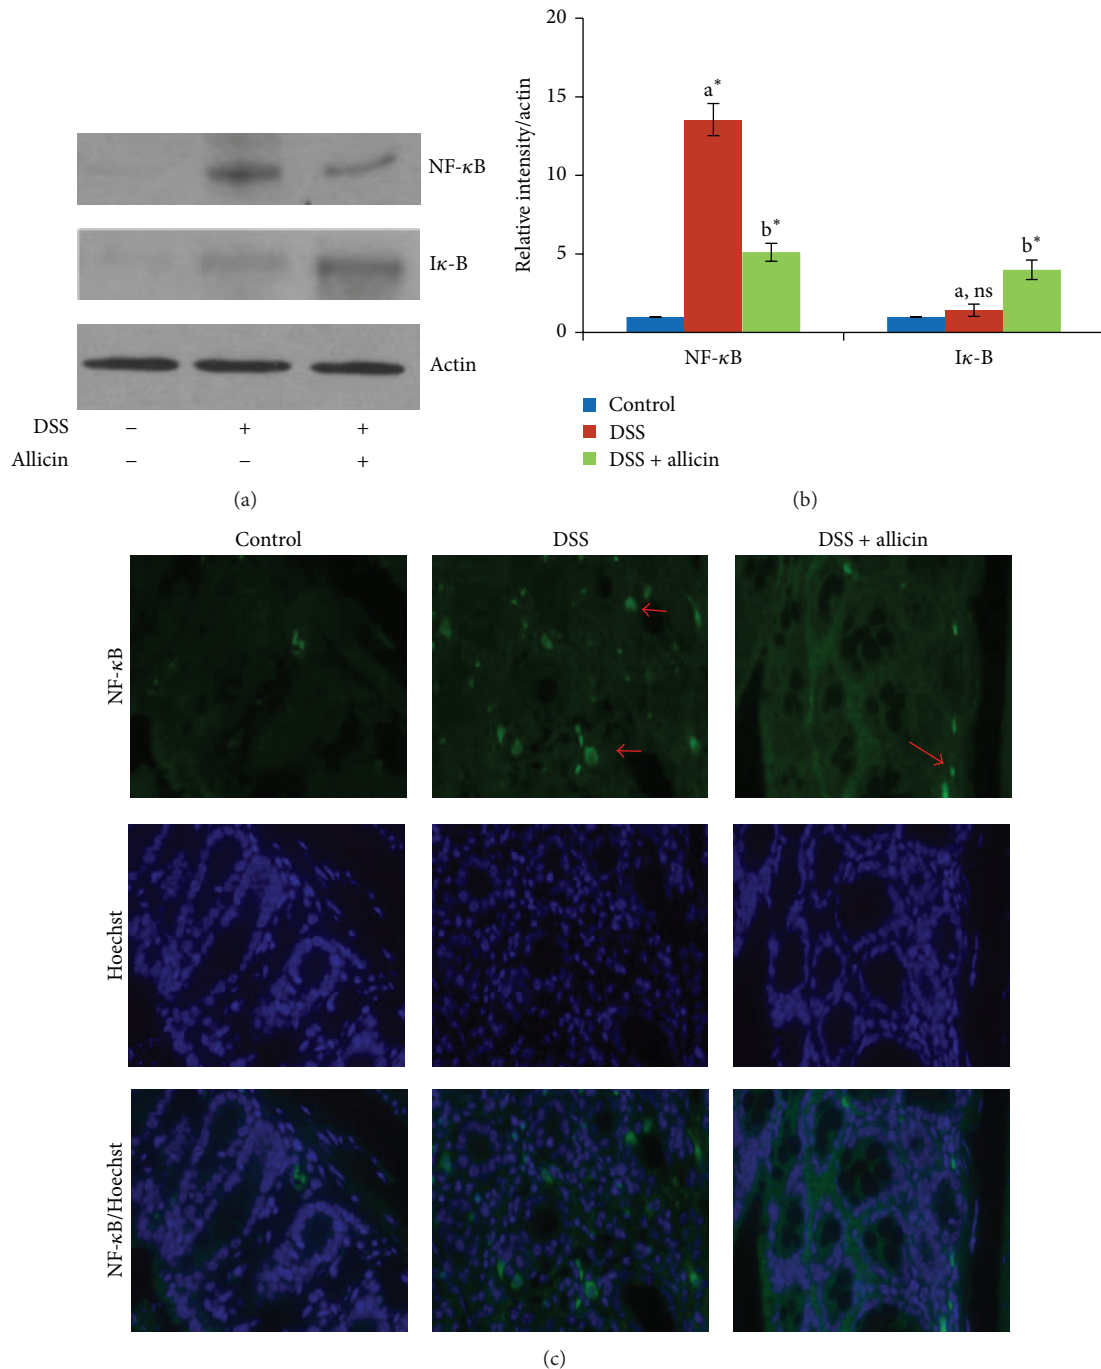 NF-κB
Iκ-B
Actin
DSS − + +
Allicin − − +
(a)
20
15
10
5
0
Relative intensity/actin
a*
b*
a, ns
b*
NF-κB Iκ-B
Control
DSS
DSS + allicin
(b)
Control DSS DSS + allicin
NF-κB
Hoechst
NF-κB/Hoechst
(c)